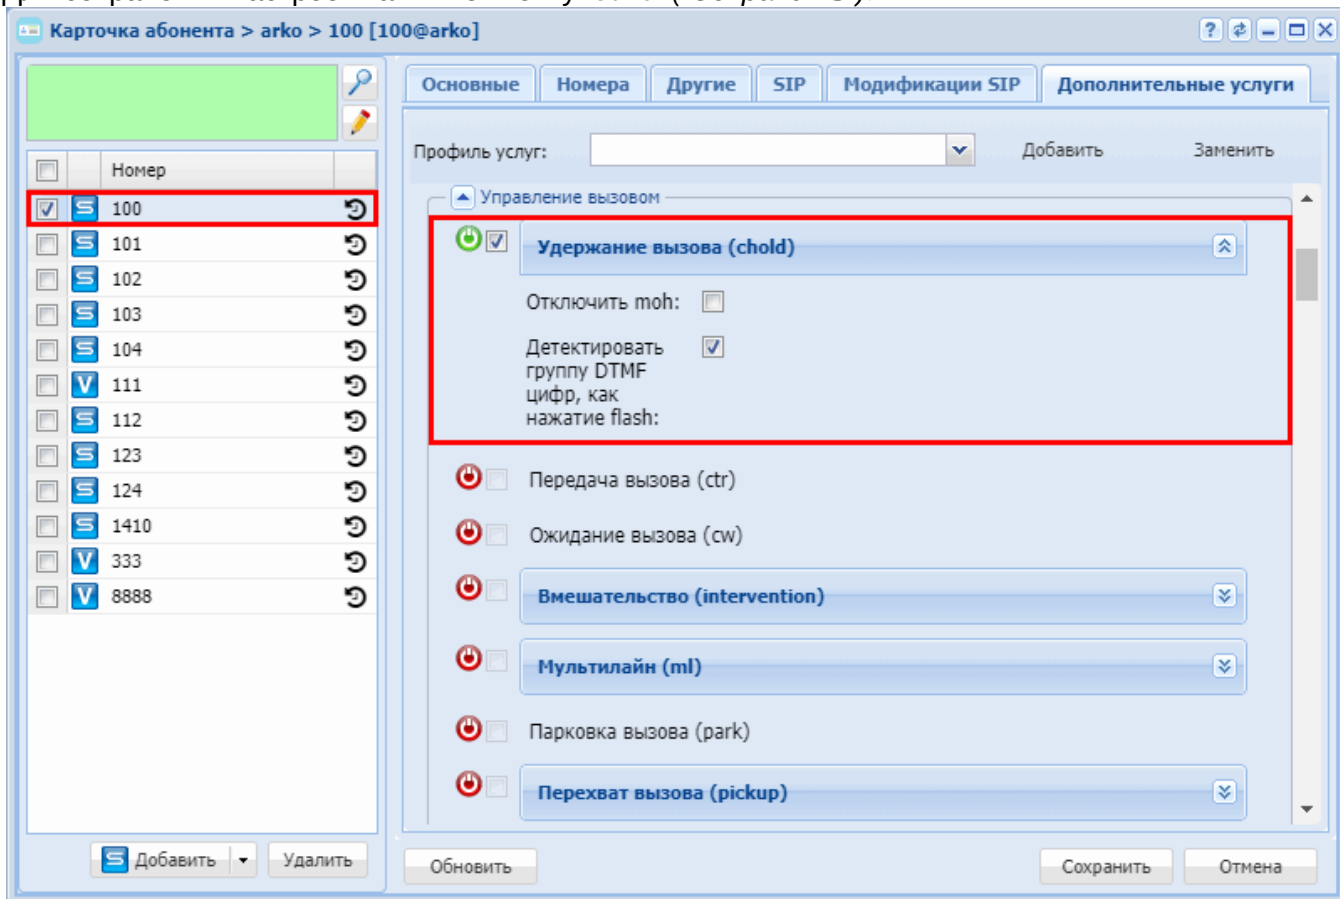 Карточка абонента > arko > 100 [100@arko]
Основные Номера Другие SIP Модификации SIP Дополнительные услуги
Профиль услуг: Добавить Заменить
Номер
100
101
102
103
104
111
112
123
124
1410
333
8888
Добавить Удалить
Управление вызовом
Удержание вызова (chold)
Отключить moh:
Детектировать
группу DTMF
цифр, как
нажатие flash:
Передача вызова (ctr)
Ожидание вызова (cw)
Вмешательство (intervention)
Мультилайн (ml)
Парковка вызова (park)
Перехват вызова (pickup)
Обновить Сохранить Отмена